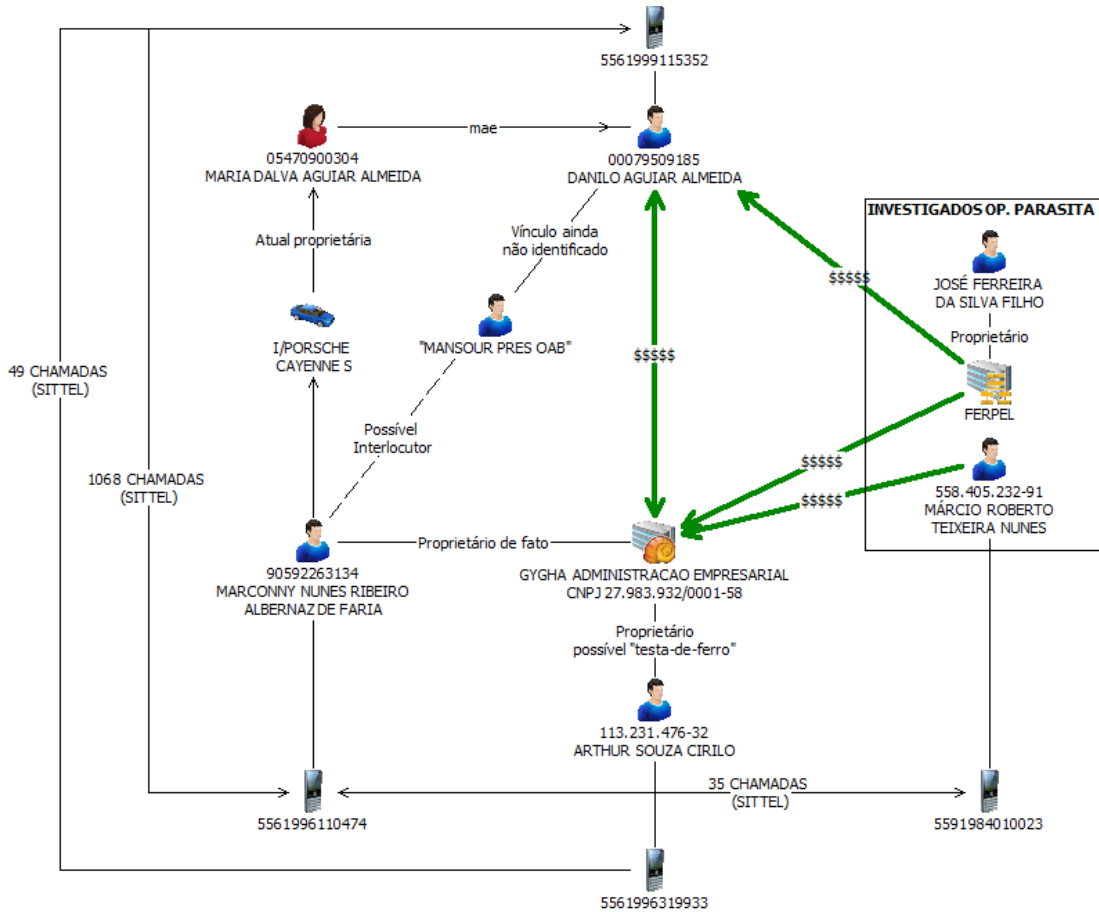 5561999115352
mae
05470900304
MARIA DALVA AGUIAR ALMEIDA
00079509185
DANILO AGUIAR ALMEIDA
INVESTIGADOS OP. PARASITA
Atual proprietária
Vínculo ainda
não identificado
JOSÉ FERREIRA
DA SILVA FILHO
$$$$$
Proprietário
I/PORSCHE
CAYENNE S
"MANSOUR PRES OAB"
$$$$$
49 CHAMADAS
(SITTEL)
FERPEL
Possível
Interlocutor
$$$$$
1068 CHAMADAS
(SITTEL)
$$$$$
558.405.232-91
MÁRCIO ROBERTO
TEIXEIRA NUNES
Proprietário de fato
90592263134
MARCONNY NUNES RIBEIRO
ALBERNAZ DE FARIA
GYGHA ADMINISTRACAO EMPRESARIAL
CNPJ 27.983.932/0001-58
Proprietário
possível "testa-de-ferro"
113.231.476-32
ARTHUR SOUZA CIRILO
35 CHAMADAS
(SITTEL)
5561996110474
5591984010023
5561996319933